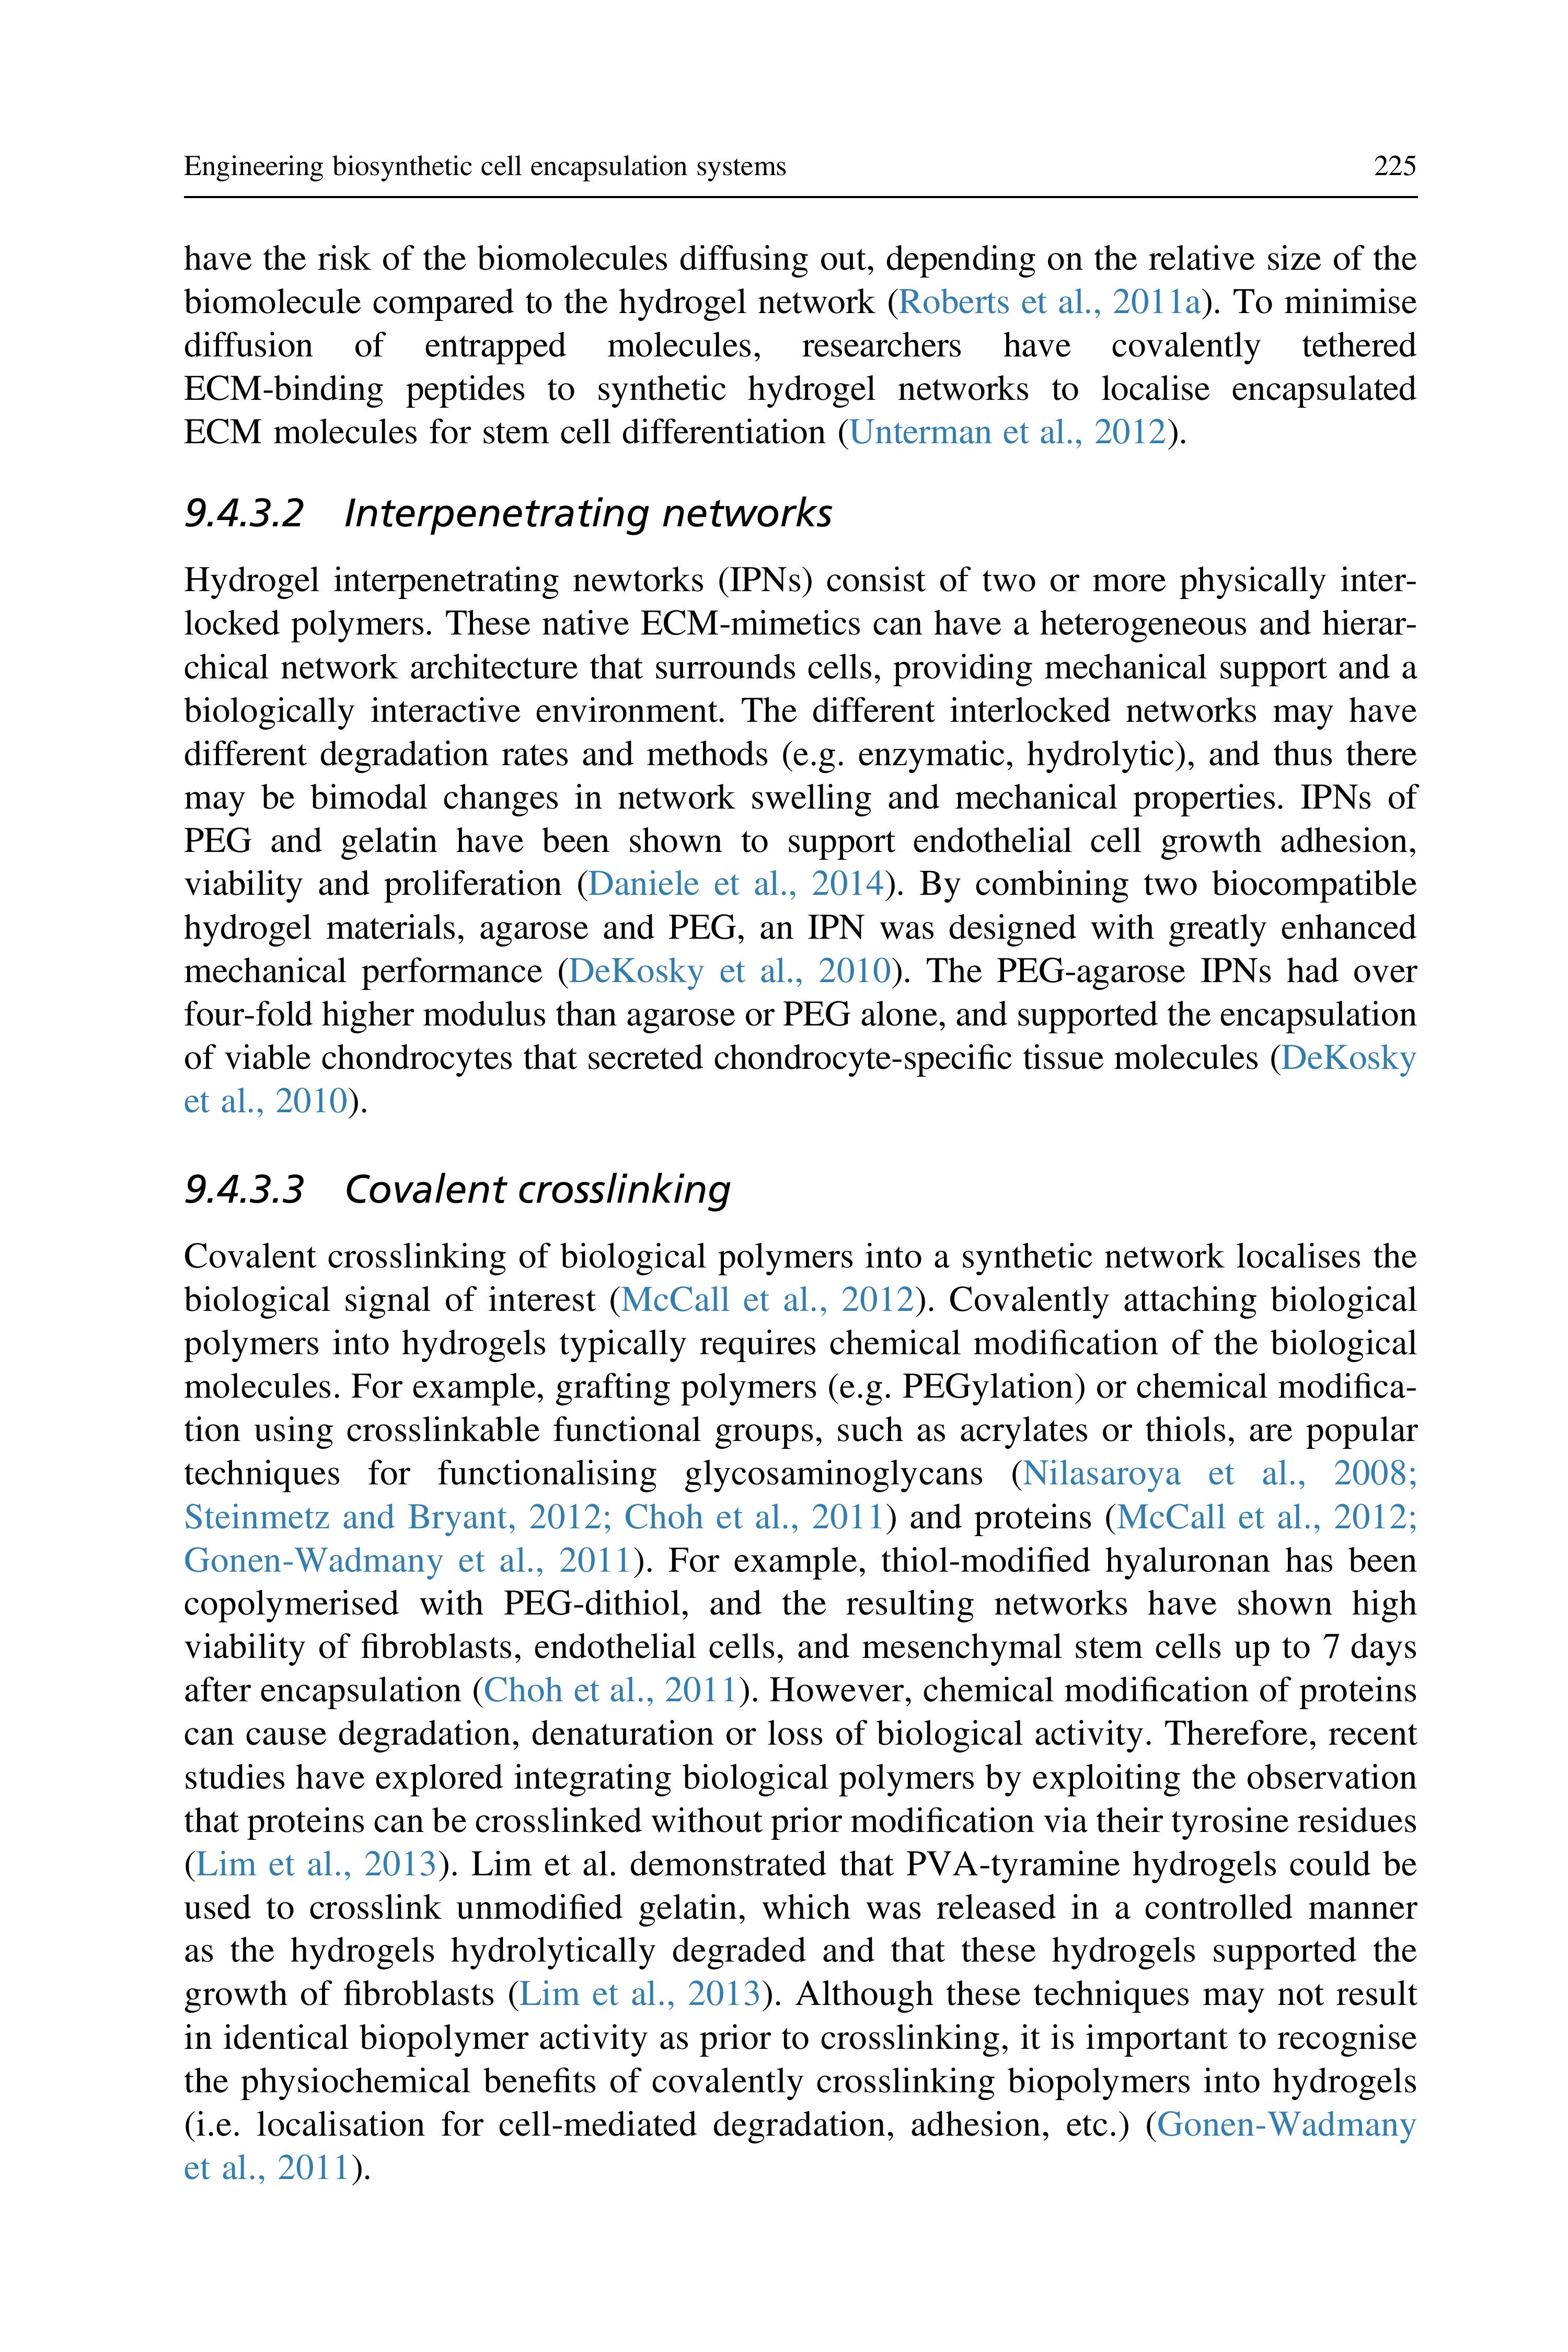 Engineering biosynthetic cell encapsulation systems 225
have the risk of the biomolecules diffusing out, depending on the relative size of the
biomolecule compared to the hydrogel network (Roberts et al., 2011a). To minimise
diffusion of entrapped molecules, researchers have covalently tethered
ECM-binding peptides to synthetic hydrogel networks to localise encapsulated
ECM molecules for stem cell differentiation (Unterman et al., 2012).
9.4.3.2 Interpenetrating networks
Hydrogel interpenetrating newtorks (IPNs) consist of two or more physically inter-
locked polymers. These native ECM-mimetics can have a heterogeneous and hierar-
chical network architecture that surrounds cells, providing mechanical support and a
biologically interactive environment. The different interlocked networks may have
different degradation rates and methods (e.g. enzymatic, hydrolytic), and thus there
may be bimodal changes in network swelling and mechanical properties. IPNs of
PEG and gelatin have been shown to support endothelial cell growth adhesion,
viability and proliferation (Daniele et al., 2014). By combining two biocompatible
hydrogel materials, agarose and PEG, an IPN was designed with greatly enhanced
mechanical performance (DeKosky et al., 2010). The PEG-agarose IPNs had over
four-fold higher modulus than agarose or PEG alone, and supported the encapsulation
of viable chondrocytes that secreted chondrocyte-specific tissue molecules (DeKosky
et al., 2010).
9.4.3.3 Covalent crosslinking
Covalent crosslinking of biological polymers into a synthetic network localises the
biological signal of interest (McCall et al., 2012). Covalently attaching biological
polymers into hydrogels typically requires chemical modification of the biological
molecules. For example, grafting polymers (e.g. PEGylation) or chemical modifica-
tion using crosslinkable functional groups, such as acrylates or thiols, are popular
techniques for functionalising glycosaminoglycans (Nilasaroya et al., 2008;
Steinmetz and Bryant, 2012; Choh et al., 2011) and proteins (McCall et al., 2012;
Gonen-Wadmany et al., 2011). For example, thiol-modified hyaluronan has been
copolymerised with PEG-dithiol, and the resulting networks have shown high
viability of fibroblasts, endothelial cells, and mesenchymal stem cells up to 7 days
after encapsulation (Choh et al., 2011). However, chemical modification of proteins
can cause degradation, denaturation or loss of biological activity. Therefore, recent
studies have explored integrating biological polymers by exploiting the observation
that proteins can be crosslinked without prior modification via their tyrosine residues
(Lim et al., 2013). Lim et al. demonstrated that PVA-tyramine hydrogels could be
used to crosslink unmodified gelatin, which was released in a controlled manner
as the hydrogels hydrolytically degraded and that these hydrogels supported the
growth of fibroblasts (Lim et al., 2013). Although these techniques may not result
in identical biopolymer activity as prior to crosslinking, it is important to recognise
the physiochemical benefits of covalently crosslinking biopolymers into hydrogels
(i.e. localisation for cell-mediated degradation, adhesion, etc.) (Gonen-Wadmany
et al., 2011).